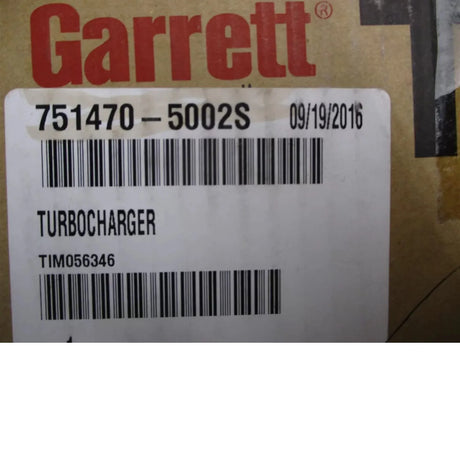 Garrett®
751470-5002S 09/19/2016
TURBOCHARGER
TIM056346